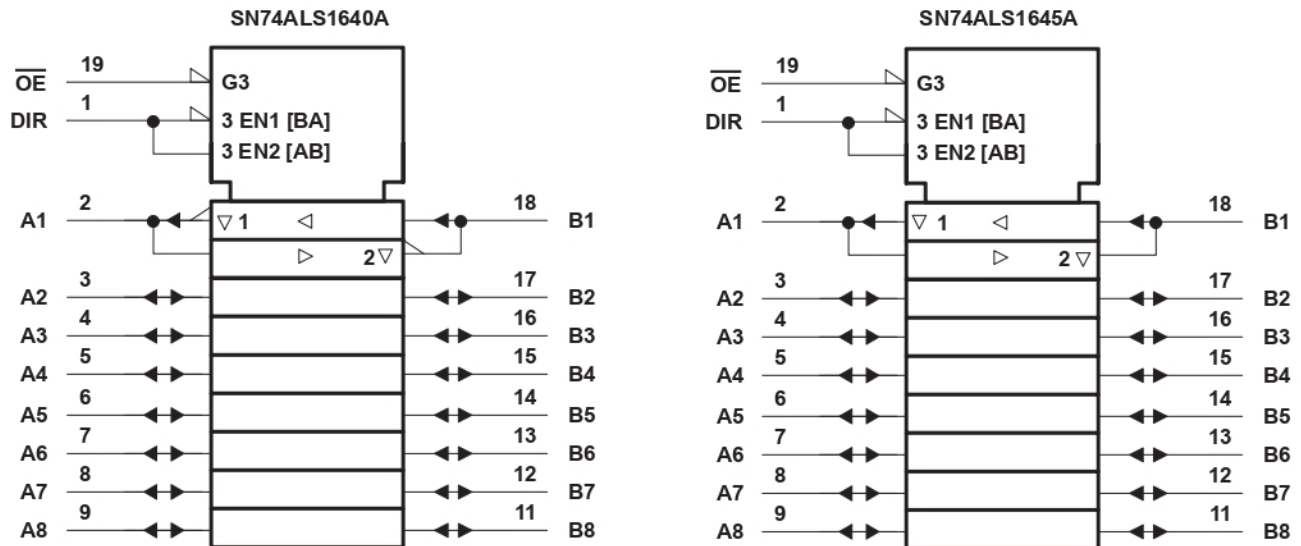 SN74ALS1640A
OE
19
G3
DIR
1
3 EN1 [BA]
3 EN2 [AB]
A1
2
1
18
B1
2
A2
3
17
B2
A3
4
16
B3
A4
5
15
B4
A5
6
14
B5
A6
7
13
B6
A7
8
12
B7
A8
9
11
B8
SN74ALS1645A
OE
19
G3
DIR
1
3 EN1 [BA]
3 EN2 [AB]
A1
2
1
18
B1
2
A2
3
17
B2
A3
4
16
B3
A4
5
15
B4
A5
6
14
B5
A6
7
13
B6
A7
8
12
B7
A8
9
11
B8